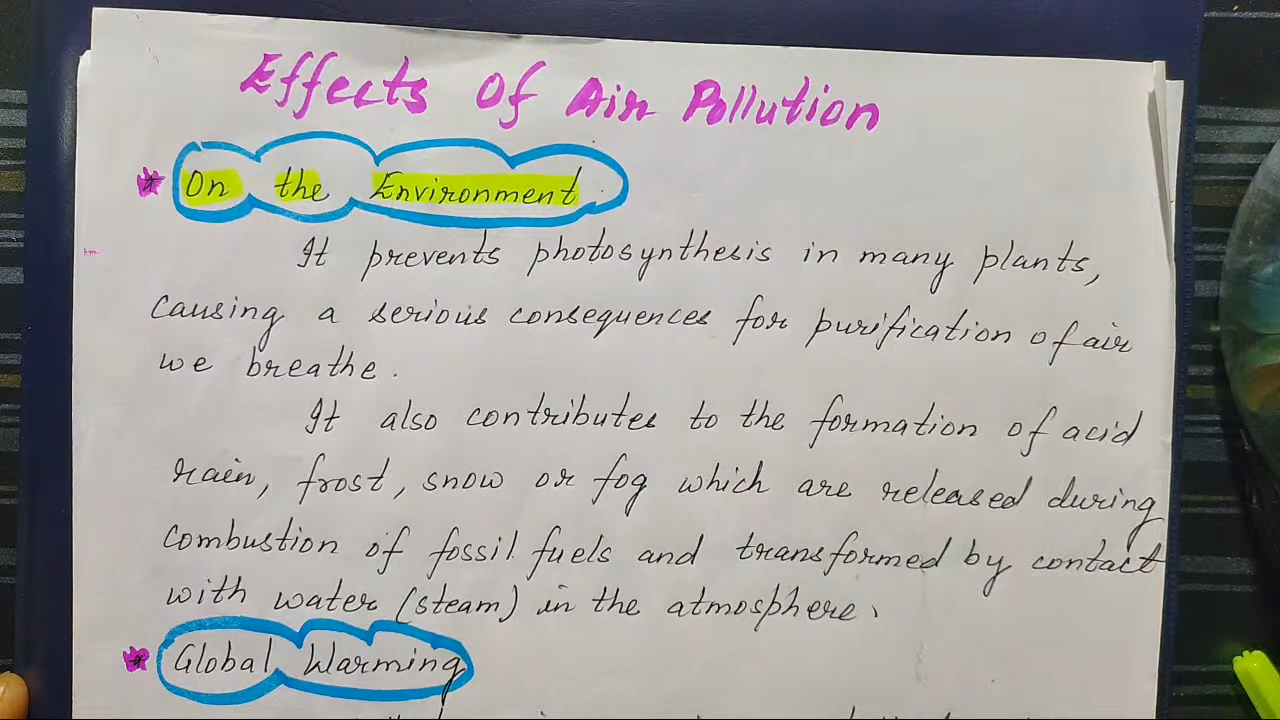 Effects Of Air Pollution
* On the Environment
It prevents photosynthesis in many plants,
causing a serious consequences for purification of air
we breathe.
It also contributes to the formation of acid
rain, frost, snow or fog which are released during
combustion of fossil fuels and transformed by contact
with water (steam) in the atmosphere.
* Global Warming